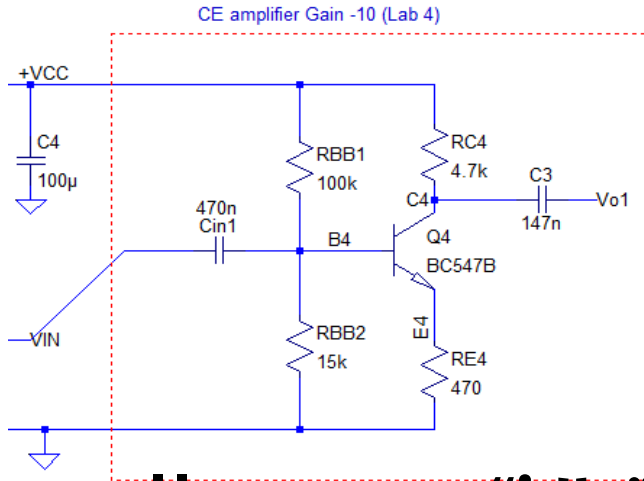 CE amplifier Gain -10 (Lab 4)
+VCC
C4
100µ
RBB1
100k
RC4
4.7k
C3
147n
Vo1
C4
470n
Cin1
B4
Q4
BC547B
VIN
RBB2
15k
E4
RE4
470